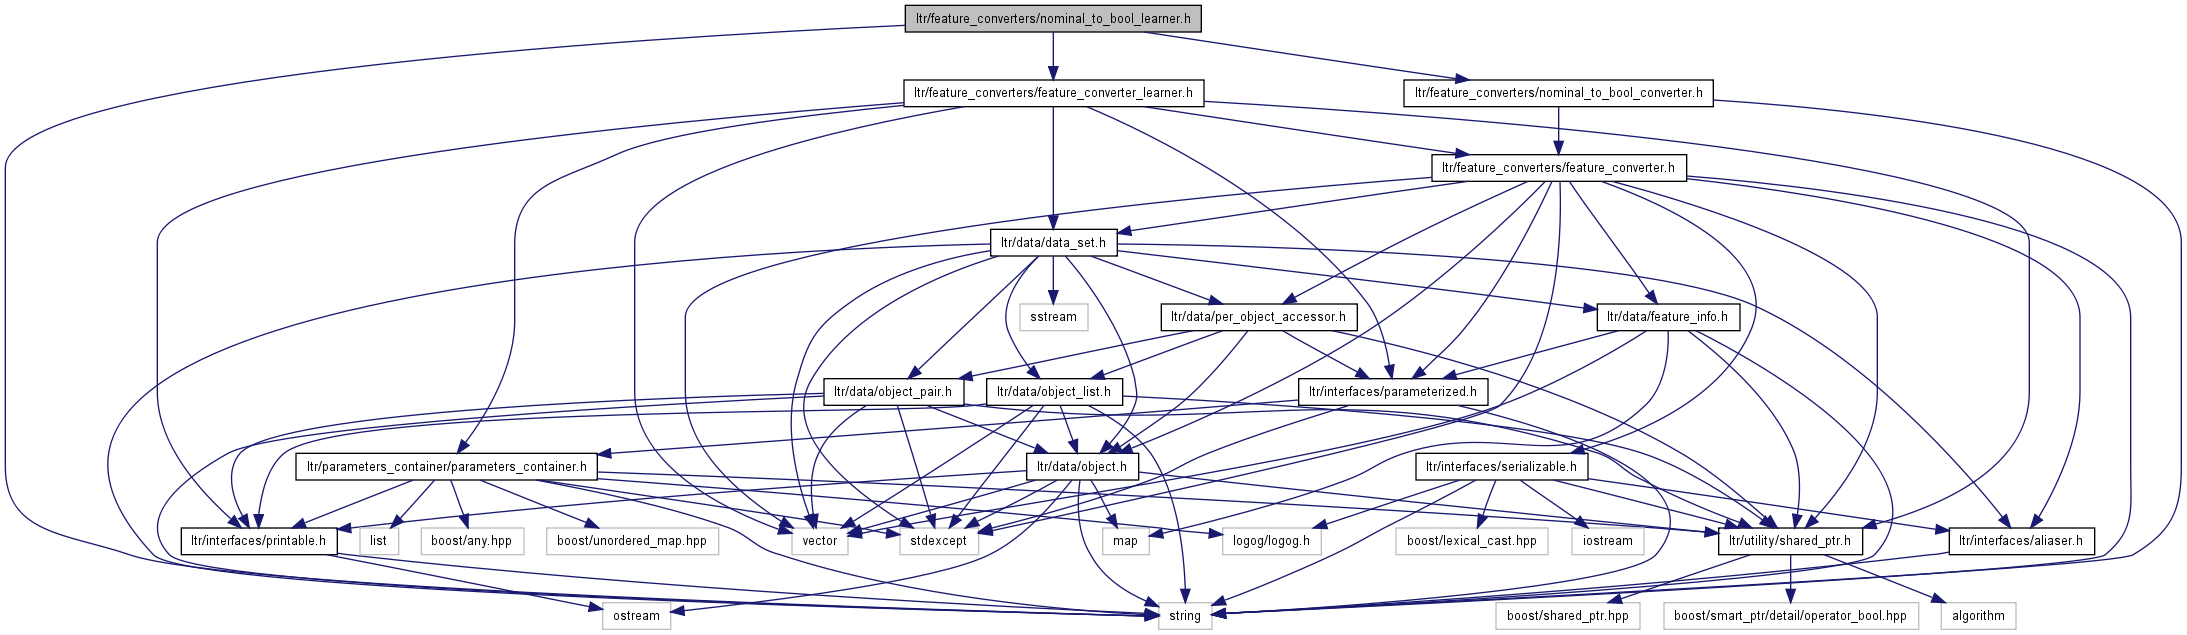 ltr/feature_converters/nominal_to_bool_learner.h
ltr/feature_converters/feature_converter_learner.h
ltr/feature_converters/nominal_to_bool_converter.h
ltr/feature_converters/feature_converter.h
ltr/data/data_set.h
sstream
ltr/data/per_object_accessor.h
ltr/data/feature_info.h
ltr/data/object_pair.h
ltr/data/object_list.h
ltr/interfaces/parameterized.h
ltr/parameters_container/parameters_container.h
ltr/data/object.h
ltr/interfaces/serializable.h
ltr/interfaces/printable.h
list
boost/any.hpp
boost/unordered_map.hpp
vector
stdexcept
map
logog/logog.h
boost/lexical_cast.hpp
iostream
ltr/utility/shared_ptr.h
ltr/interfaces/aliaser.h
ostream
string
boost/shared_ptr.hpp
boost/smart_ptr/detail/operator_bool.hpp
algorithm